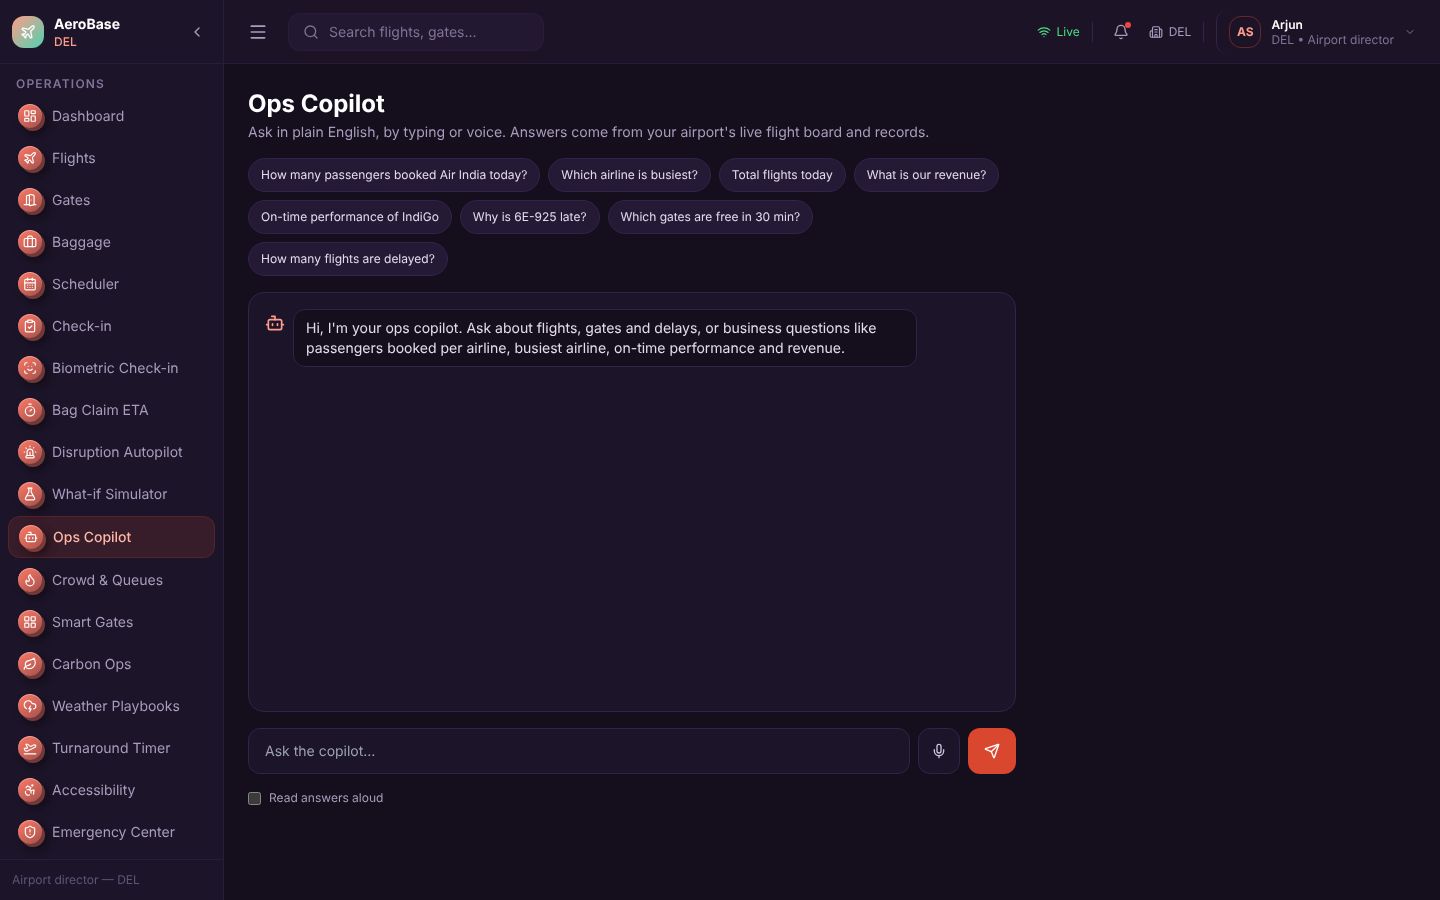 AeroBase
DEL
Search flights, gates...
Live
DEL
AS
Arjun
DEL • Airport director
OPERATIONS
Dashboard
Flights
Gates
Baggage
Scheduler
Check-in
Biometric Check-in
Bag Claim ETA
Disruption Autopilot
What-if Simulator
Ops Copilot
Crowd & Queues
Smart Gates
Carbon Ops
Weather Playbooks
Turnaround Timer
Accessibility
Emergency Center
Airport director — DEL
Ops Copilot
Ask in plain English, by typing or voice. Answers come from your airport's live flight board and records.
How many passengers booked Air India today?
Which airline is busiest?
Total flights today
What is our revenue?
On-time performance of IndiGo
Why is 6E-925 late?
Which gates are free in 30 min?
How many flights are delayed?
Hi, I'm your ops copilot. Ask about flights, gates and delays, or business questions like
passengers booked per airline, busiest airline, on-time performance and revenue.
Ask the copilot...
Read answers aloud